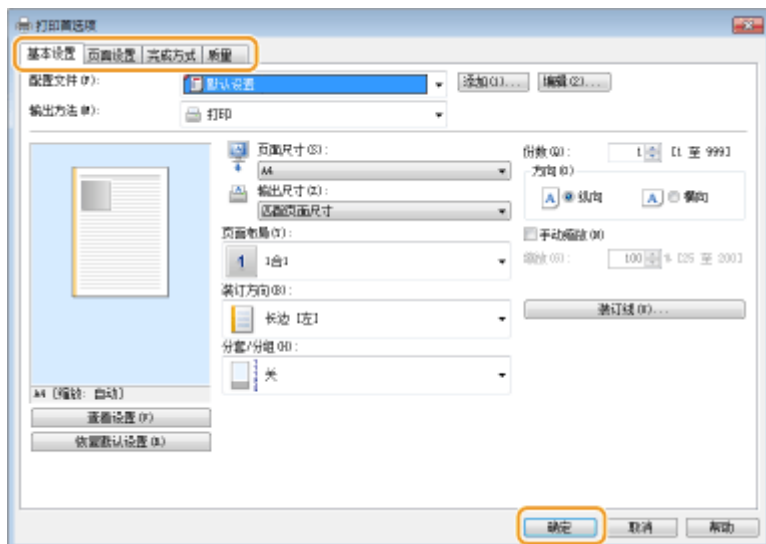 打印首选项
基本设置 页面设置 完成方式 质量
配置文件(F): 默认设置 添加(1)... 编辑(2)...
输出方法(M): 打印
页面尺寸(S):
A4
输出尺寸(Z):
匹配页面尺寸
页面布局(Y):
1 1合1
装订方向(B):
长边 [左]
分套/分组(H):
关
份数(Q): 1 [1 至 999]
方向(O)
A 纵向 A 横向
手动缩放(N)
缩放(G): 100 % [25 至 200]
装订线(U)...
A4 [缩放: 自动]
查看设置(P)
恢复默认设置(R)
确定 取消 帮助